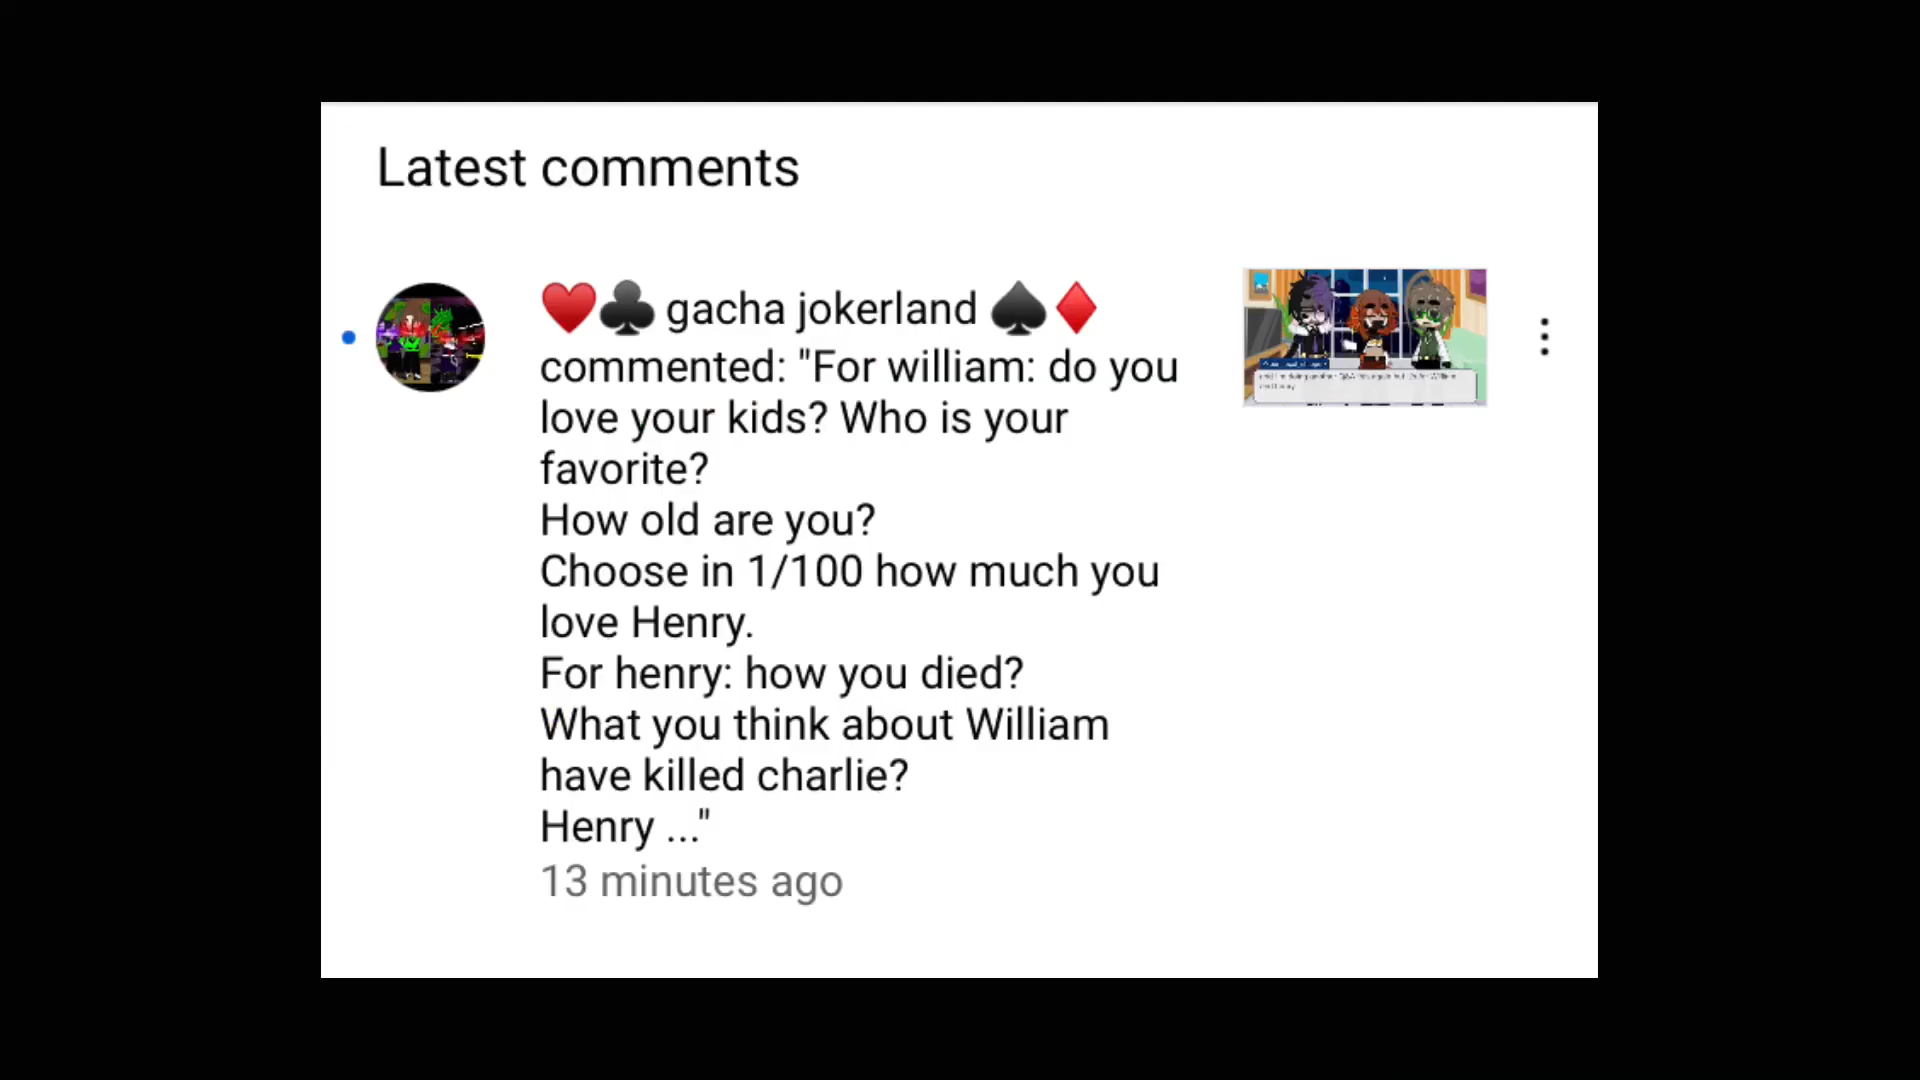 Latest comments
♥️♣️ gacha jokerland ♠️♦️
commented: "For william: do you
love your kids? Who is your
favorite?
How old are you?
Choose in 1/100 how much you
love Henry.
For henry: how you died?
What you think about William
have killed charlie?
Henry ..."
13 minutes ago